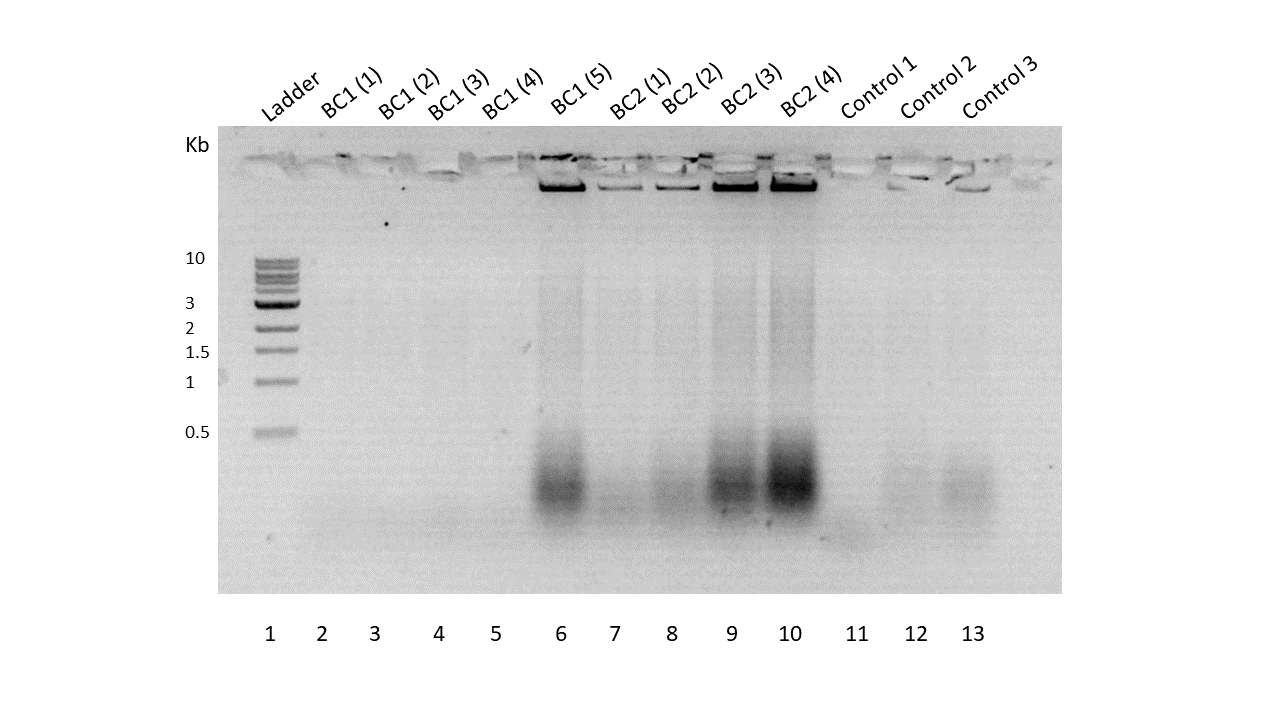 Ladder
BC1 (1)
BC1 (2)
BC1 (3)
BC1 (4)
BC1 (5)
BC2 (1)
BC2 (2)
BC2 (3)
BC2 (4)
Control 1
Control 2
Control 3
Kb
10
3
2
1.5
1
0.5
1 2 3 4 5 6 7 8 9 10 11 12 13